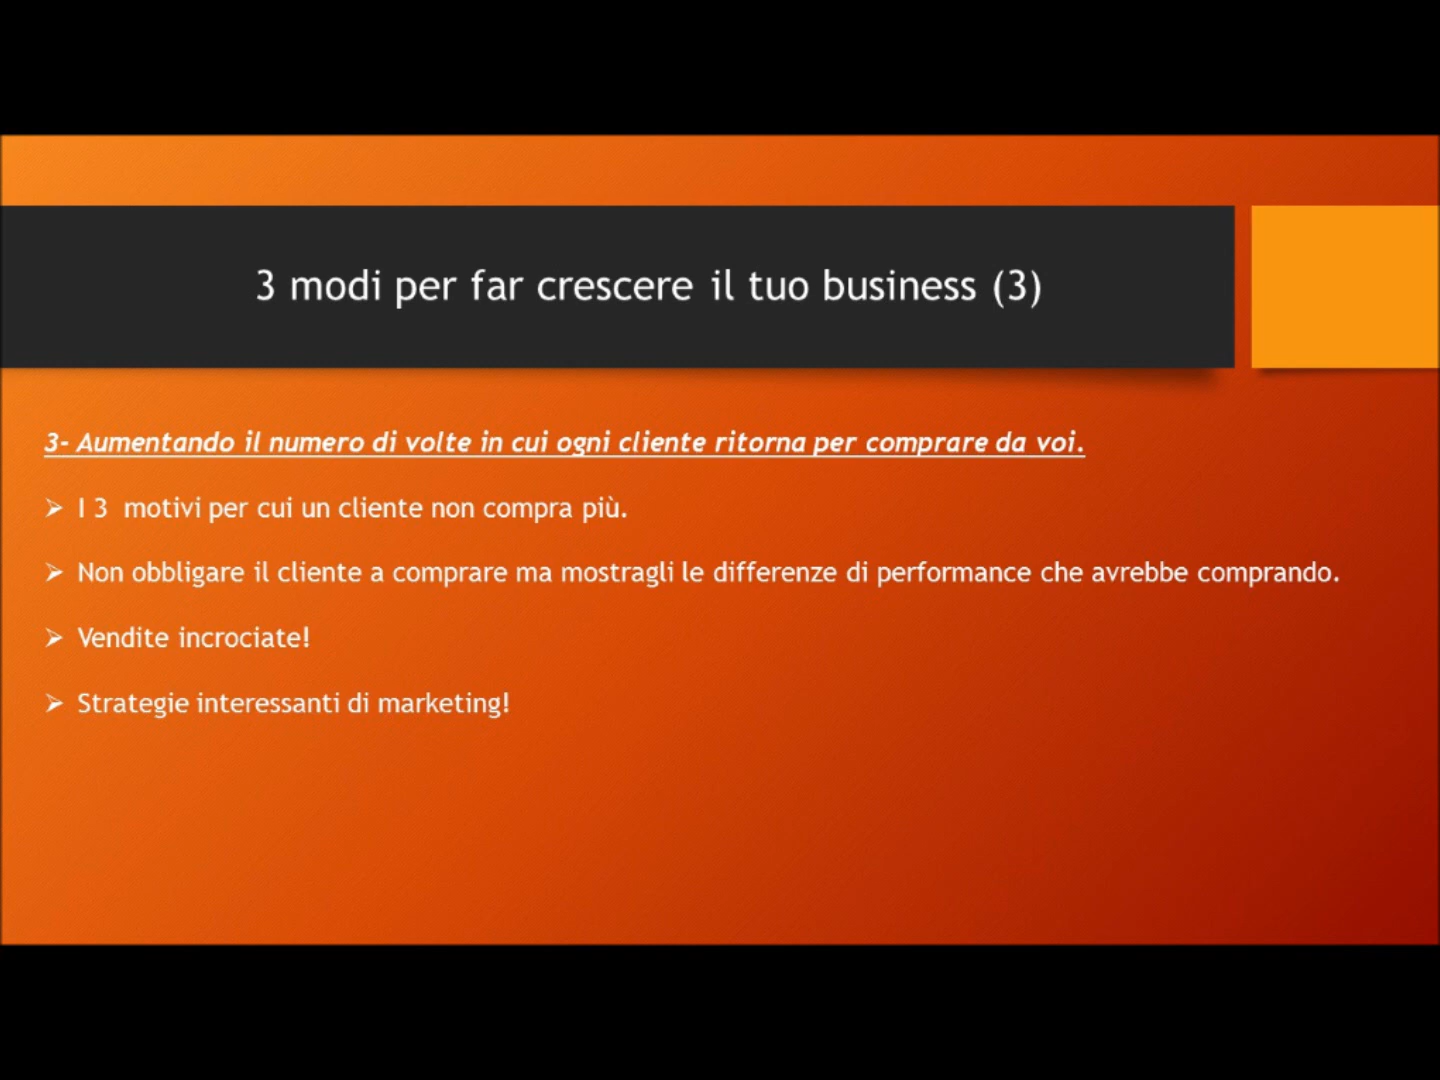 3 modi per far crescere il tuo business (3)
3- Aumentando il numero di volte in cui ogni cliente ritorna per comprare da voi.
➢ I 3 motivi per cui un cliente non compra più.
➢ Non obbligare il cliente a comprare ma mostragli le differenze di performance che avrebbe comprando.
➢ Vendite incrociate!
➢ Strategie interessanti di marketing!